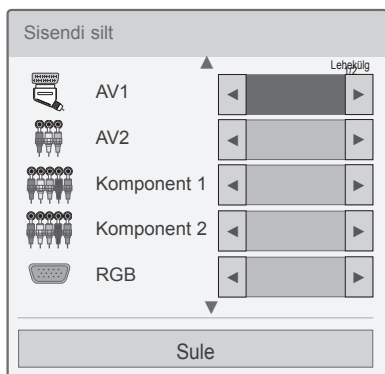 Sisendi silt
Lehekülg
1/2
AV1
AV2
Komponent 1
Komponent 2
RGB
Sule